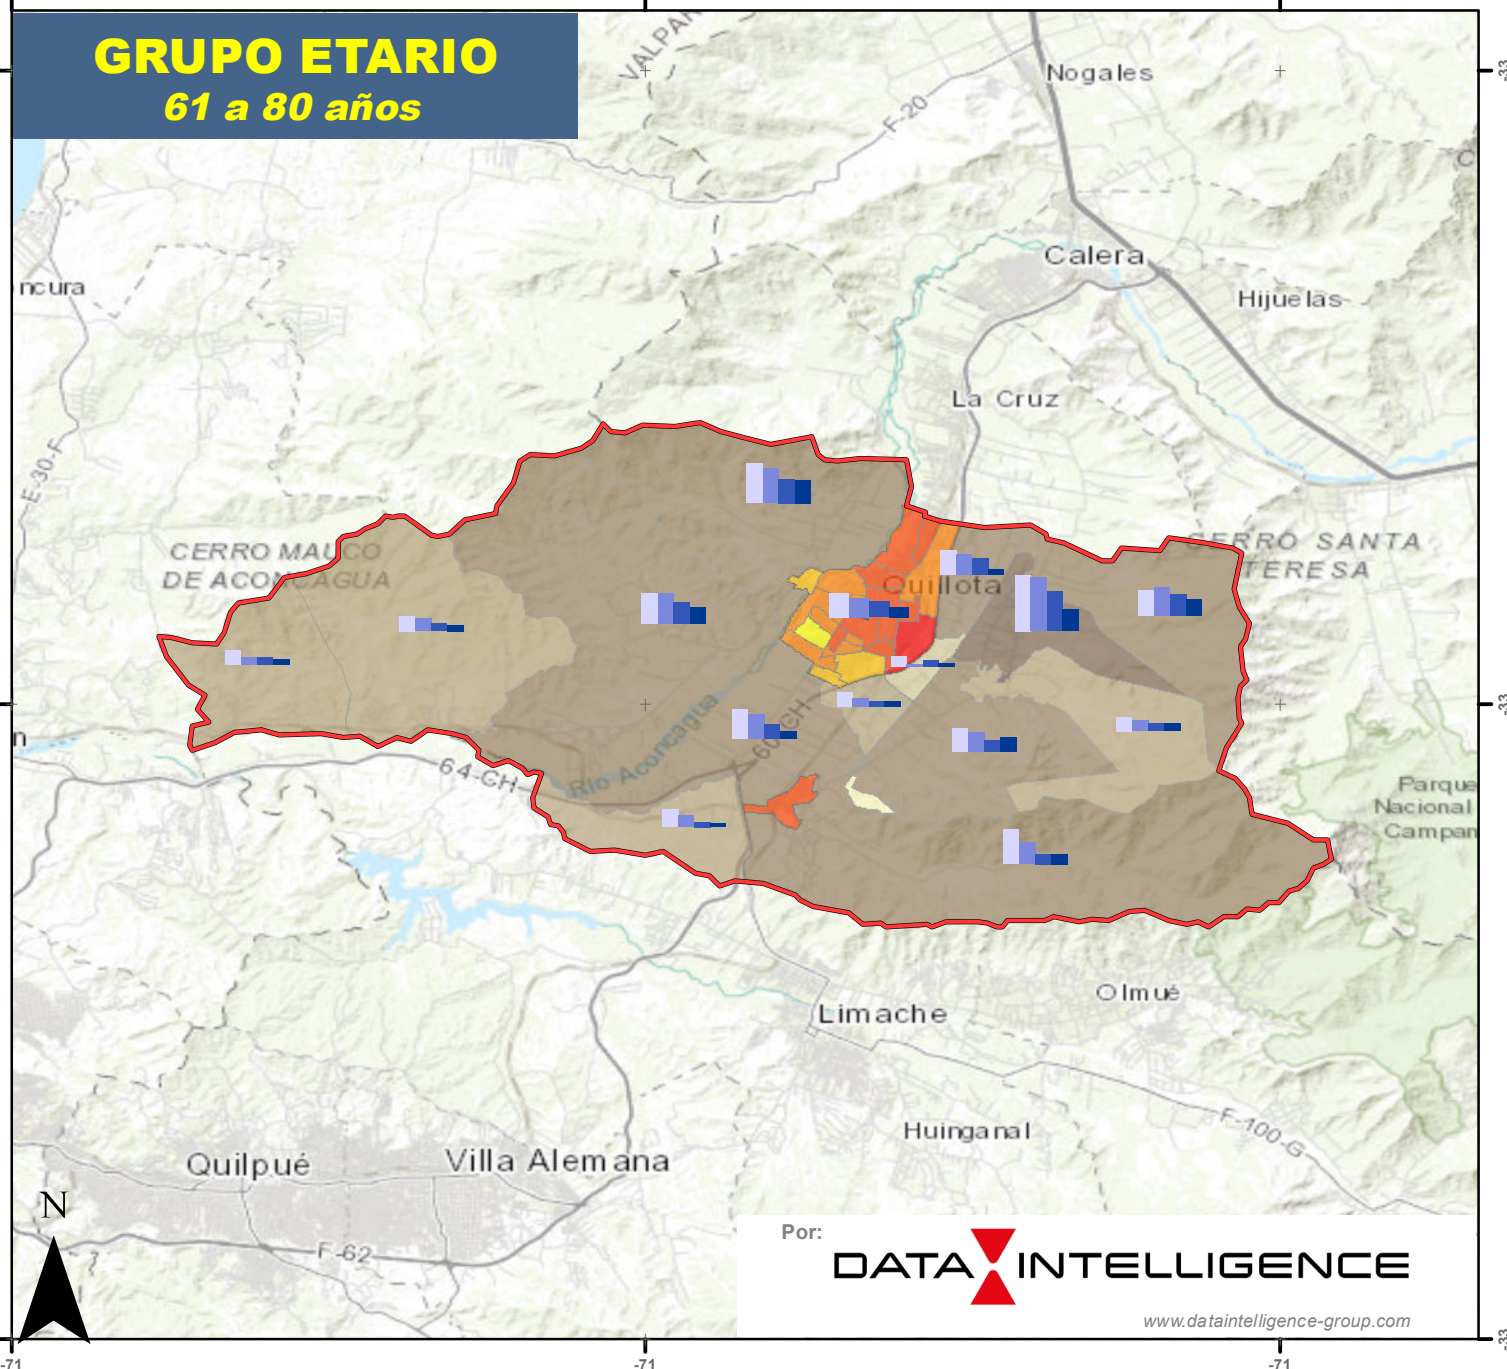 GRUPO ETARIO
61 a 80 años
VALPAR
Nogales
F-20
Calera
ncura
Hijuelas
La Cruz
E-30-F
CERRO MAUCO
DE ACONCAGUA
CERRO SANTA
TERESA
Quillota
Río Aconcagua
60-CH
n
64-CH
Parque
Nacional
Campan
Olmué
Limache
Huinganal
F-100-G
Quilpué
Villa Alemana
N
F-62
Por:
DATA INTELLIGENCE
www.dataintelligence-group.com
-71
-71
-71